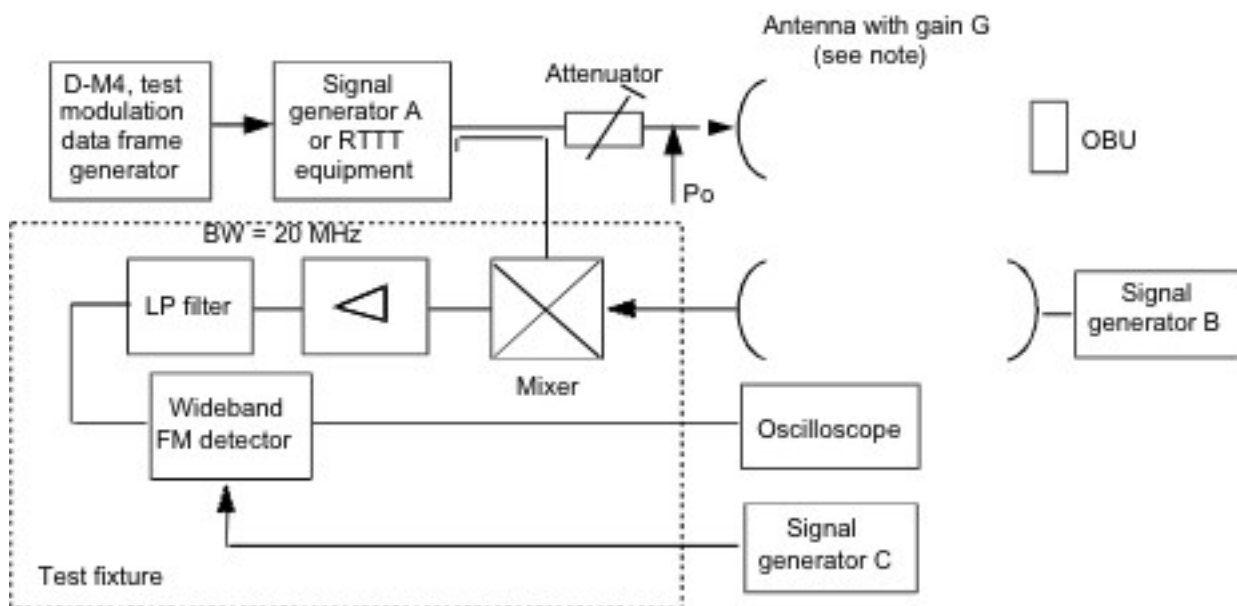 Antenna with gain G
(see note)
D-M4, test
modulation
data frame
generator
Signal
generator A
or RTTT
equipment
Attenuator
OBU
Po
BW = 20 MHz
LP filter
Mixer
Signal
generator B
Wideband
FM detector
Oscilloscope
Signal
generator C
Test fixture